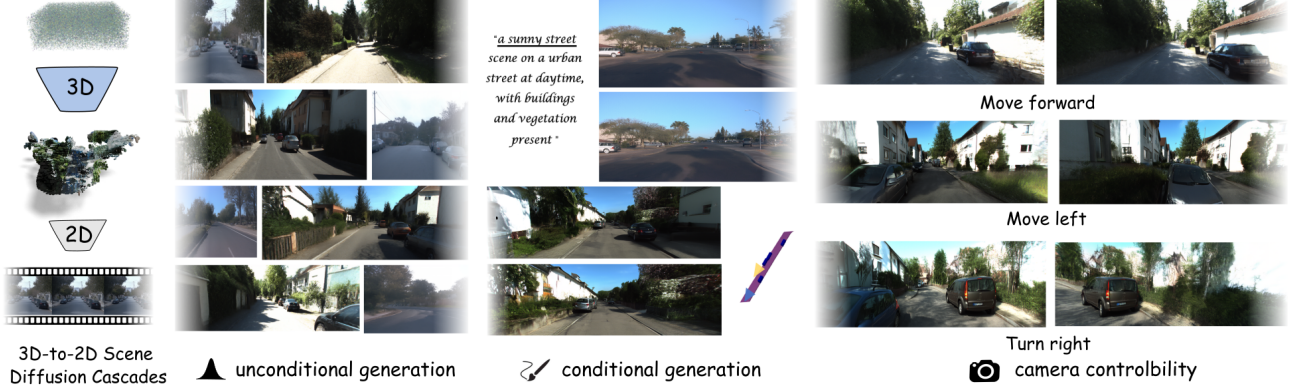 3D
2D
3D-to-2D Scene
Diffusion Cascades
unconditional generation
"a sunny street
scene on a urban
street at daytime,
with buildings
and vegetation
present "
conditional generation
Move forward
Move left
Turn right
camera controlbility